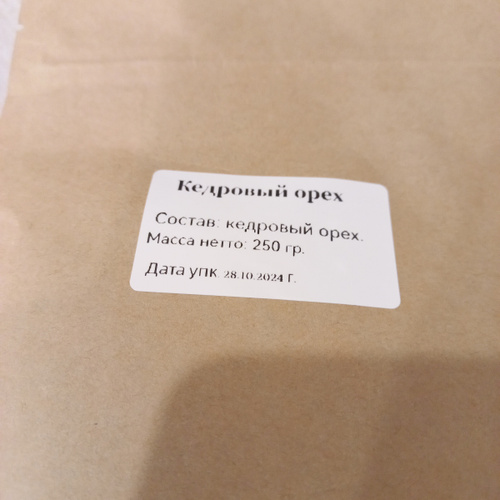 Кедровый орех
Состав: кедровый орех.
Масса нетто: 250 гр.
Дата упк 28.10.2024 г.